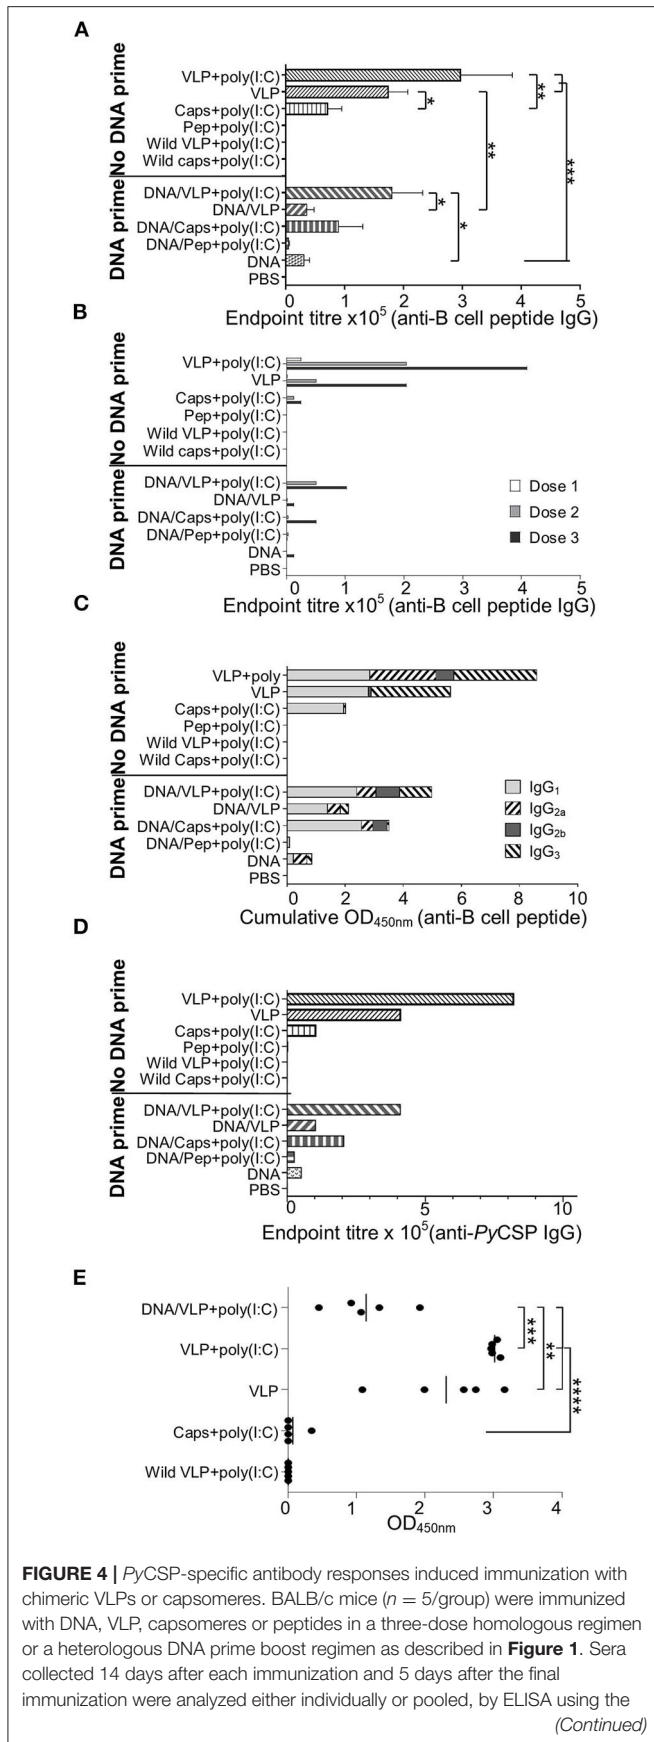 A
No DNA prime
VLP+poly(I:C)
VLP
Caps+poly(I:C)
Pep+poly(I:C)
Wild VLP+poly(I:C)
Wild caps+poly(I:C)
DNA prime
DNA/VLP+poly(I:C)
DNA/VLP
DNA/Caps+poly(I:C)
DNA/Pep+poly(I:C)
DNA
PBS
** 
***
*
**
*
*
0 1 2 3 4 5
Endpoint titre x10⁵ (anti-B cell peptide IgG)
B
No DNA prime
VLP+poly(I:C)
VLP
Caps+poly(I:C)
Pep+poly(I:C)
Wild VLP+poly(I:C)
Wild caps+poly(I:C)
DNA prime
DNA/VLP+poly(I:C)
DNA/VLP
DNA/Caps+poly(I:C)
DNA/Pep+poly(I:C)
DNA
PBS
Dose 1
Dose 2
Dose 3
0 1 2 3 4 5
Endpoint titre x10⁵ (anti-B cell peptide IgG)
C
No DNA prime
VLP+poly
VLP
Caps+poly(I:C)
Pep+poly(I:C)
Wild VLP+poly(I:C)
Wild Caps+poly(I:C)
DNA prime
DNA/VLP+poly(I:C)
DNA/VLP
DNA/Caps+poly(I:C)
DNA/Pep+poly(I:C)
DNA
PBS
IgG₁
IgG₂ₐ
IgG2b
IgG₃
0 2 4 6 8 10
Cumulative OD450nm (anti-B cell peptide)
D
No DNA prime
VLP+poly(I:C)
VLP
Caps+poly(I:C)
Pep+poly(I:C)
Wild VLP+poly(I:C)
Wild Caps+poly(I:C)
DNA prime
DNA/VLP+poly(I:C)
DNA/VLP
DNA/Caps+poly(I:C)
DNA/Pep+poly(I:C)
DNA
PBS
0 5 10
Endpoint titre x 10⁵(anti-PyCSP IgG)
E
DNA/VLP+poly(I:C)
VLP+poly(I:C)
VLP
Caps+poly(I:C)
Wild VLP+poly(I:C)
***
**
****
0 1 2 3 4
OD450nm
FIGURE 4 | PyCSP-specific antibody responses induced immunization with
chimeric VLPs or capsomeres. BALB/c mice (n = 5/group) were immunized
with DNA, VLP, capsomeres or peptides in a three-dose homologous regimen
or a heterologous DNA prime boost regimen as described in Figure 1. Sera
collected 14 days after each immunization and 5 days after the final
immunization were analyzed either individually or pooled, by ELISA using the
(Continued)